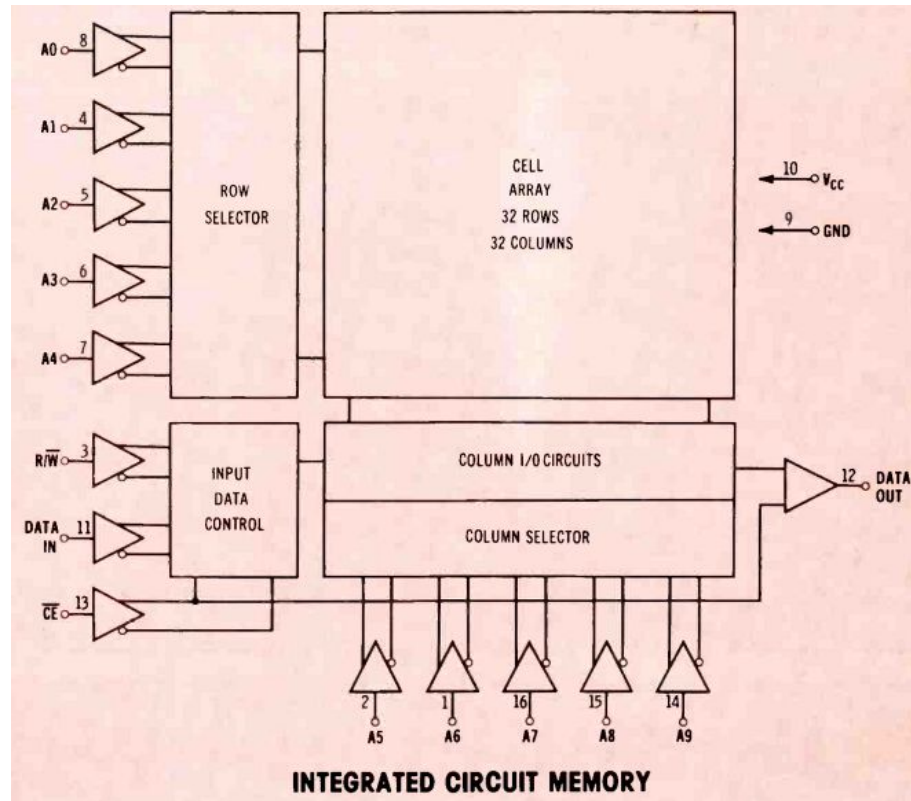 A0 8
A1 4
A2 5
A3 6
A4 7
ROW
SELECTOR
CELL
ARRAY
32 ROWS
32 COLUMNS
10 VCC
9 GND
R/W̅ 3
DATA
IN 11
C̅E̅ 13
INPUT
DATA
CONTROL
COLUMN I/O CIRCUITS
COLUMN SELECTOR
12 DATA
OUT
2 1 16 15 14
A5 A6 A7 A8 A9
INTEGRATED CIRCUIT MEMORY